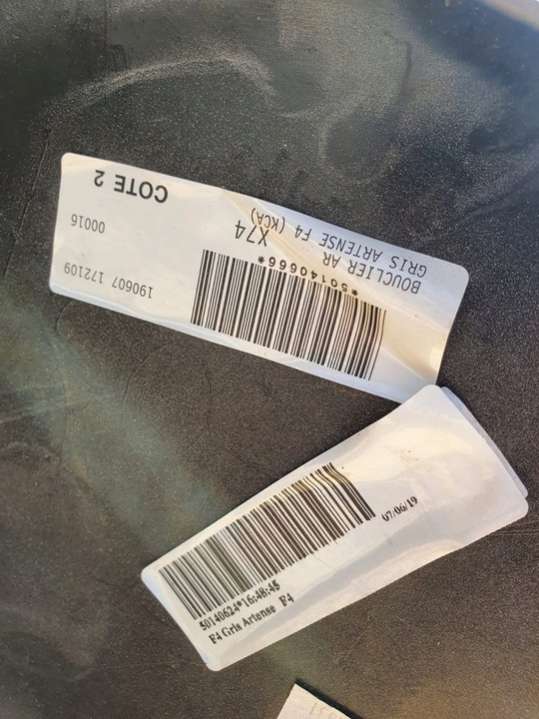 BOUCLIER AR X74
GRIS ARTENSE F4 (KCA)
*50140666*
COTE 2
00016
190607 172109
07/06/19
50140624*16:48:45
F4 Gris Artense F4